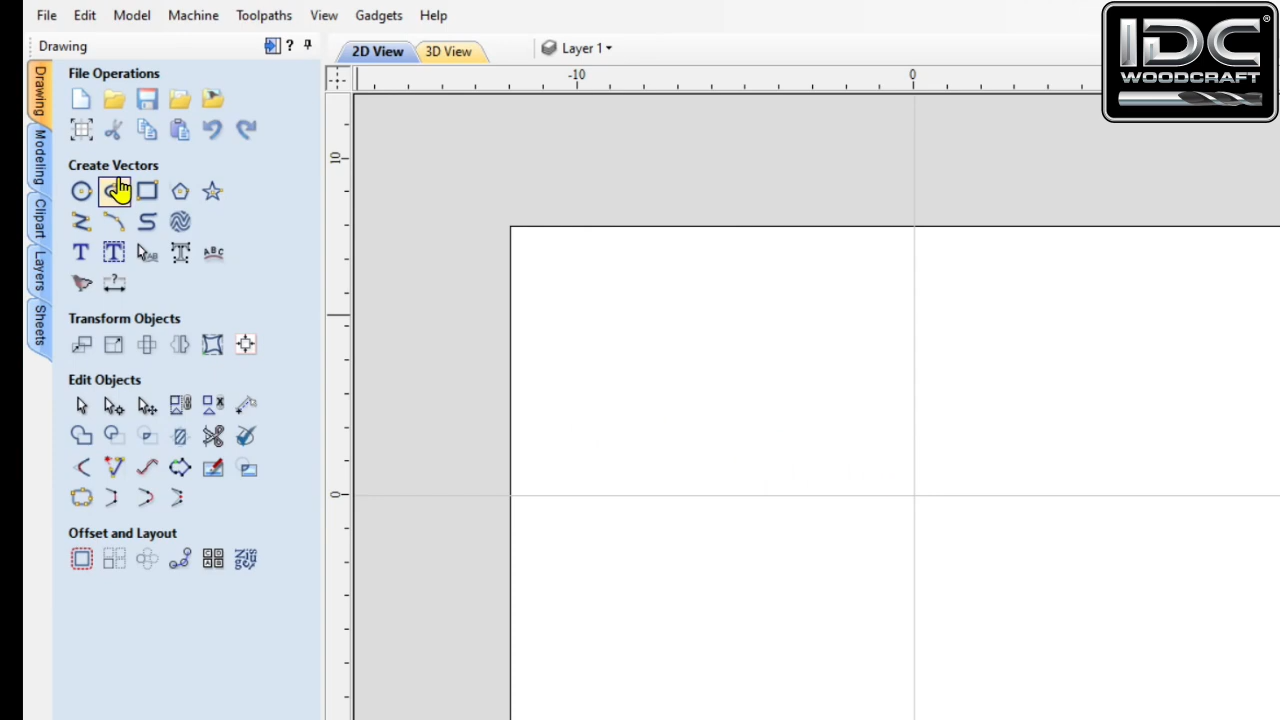 File Edit Model Machine Toolpaths View Gadgets Help
Drawing ?
2D View 3D View Layer 1
IDC ®
WOODCRAFT
-10 0
10
0
Drawing
Modeling
Clipart
Layers
Sheets
File Operations
Create Vectors
Transform Objects
Edit Objects
Offset and Layout